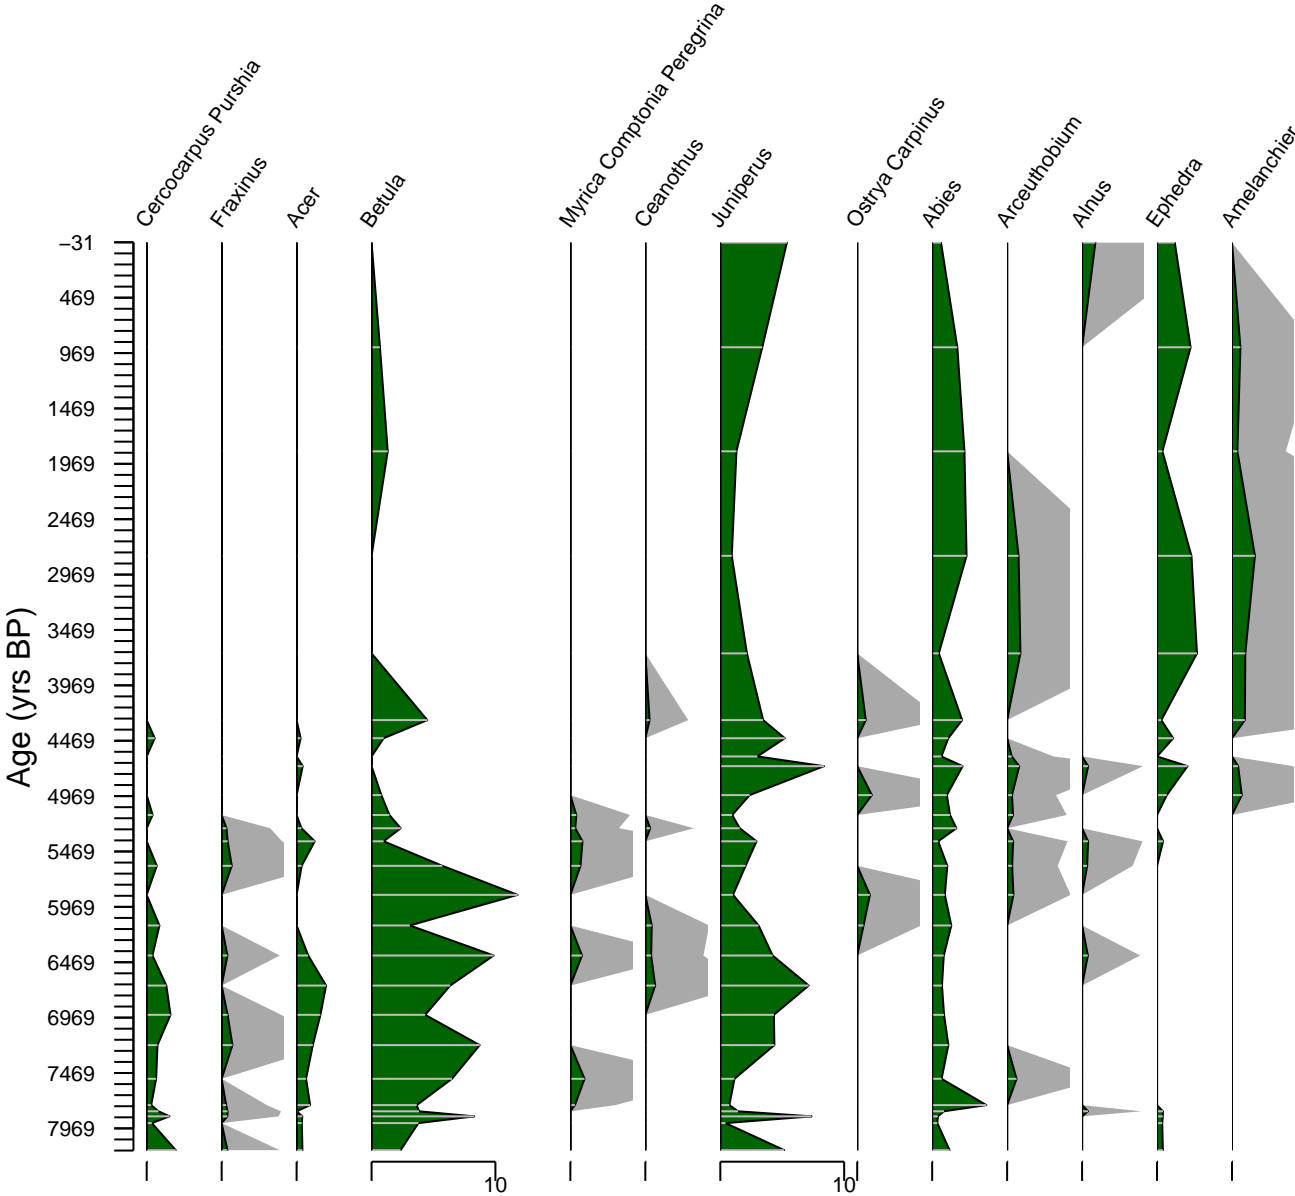 Cercocarpus Purshia
Fraxinus
Acer
Betula
Myrica Comptonia Peregrina
Ceanothus
Juniperus
Ostrya Carpinus
Abies
Arceuthobium
Alnus
Ephedra
Amelanchier
Age (yrs BP)
−31
469
969
1469
1969
2469
2969
3469
3969
4469
4969
5469
5969
6469
6969
7469
7969
10
10